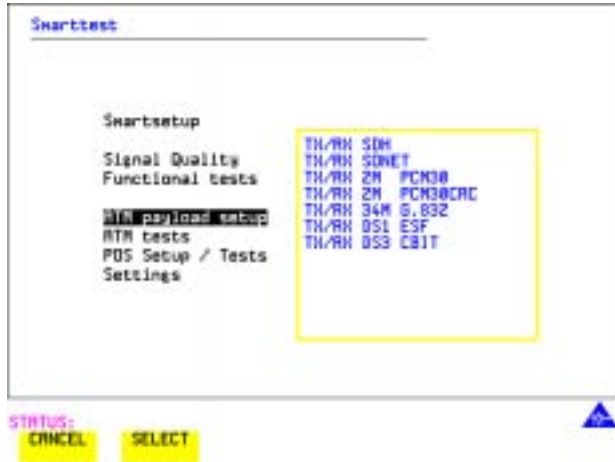 Smarttest
Smartsetup
Signal Quality
Functional tests
ATM payload setup
ATM tests
POS Setup / Tests
Settings
TX/RX SDH
TX/RX SONET
TX/RX 2M PCM30
TX/RX 2M PCM30CRC
TX/RX 34M G.832
TX/RX DS1 ESF
TX/RX DS3 CBIT
STATUS:
CANCEL SELECT